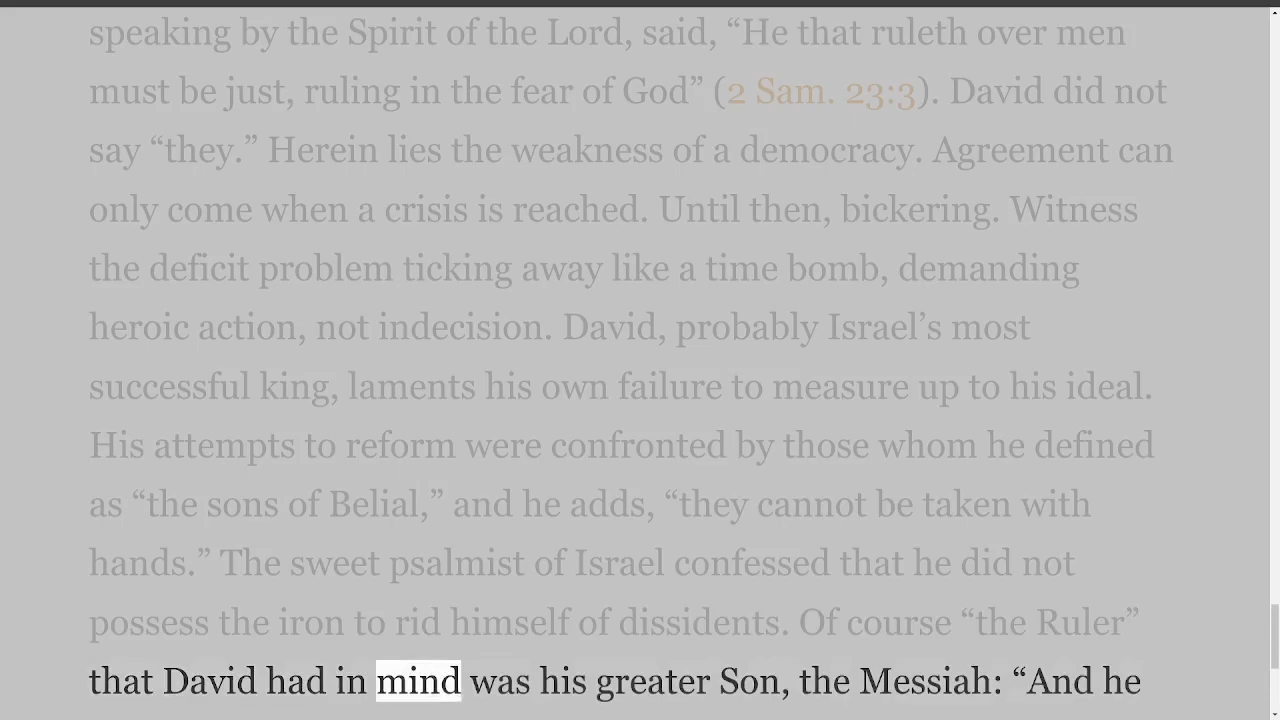 speaking by the Spirit of the Lord, said, “He that ruleth over men
must be just, ruling in the fear of God” (2 Sam. 23:3). David did not
say “they.” Herein lies the weakness of a democracy. Agreement can
only come when a crisis is reached. Until then, bickering. Witness
the deficit problem ticking away like a time bomb, demanding
heroic action, not indecision. David, probably Israel’s most
successful king, laments his own failure to measure up to his ideal.
His attempts to reform were confronted by those whom he defined
as “the sons of Belial,” and he adds, “they cannot be taken with
hands.” The sweet psalmist of Israel confessed that he did not
possess the iron to rid himself of dissidents. Of course “the Ruler”
that David had in mind was his greater Son, the Messiah: “And he